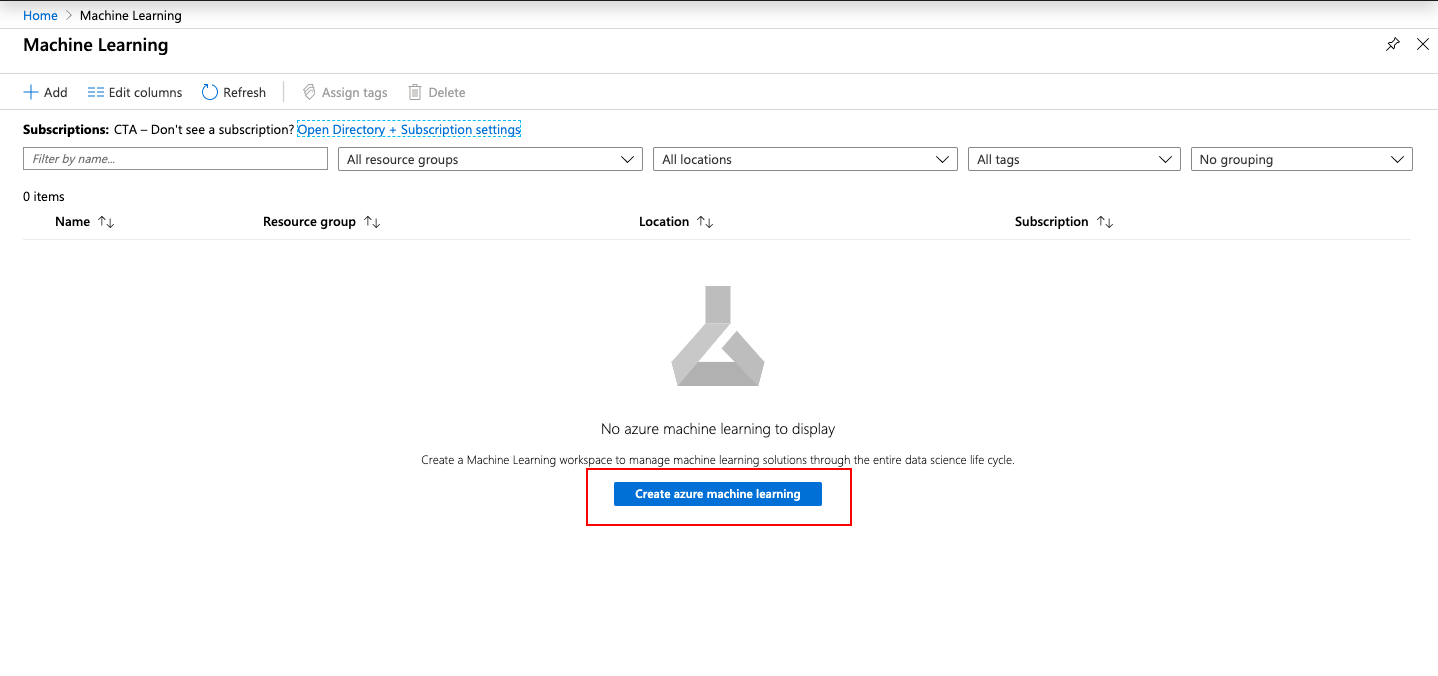 Home > Machine Learning
Machine Learning
Add Edit columns Refresh Assign tags Delete
Subscriptions: CTA – Don't see a subscription? Open Directory + Subscription settings
Filter by name... All resource groups All locations All tags No grouping
0 items
Name Resource group Location Subscription
No azure machine learning to display
Create a Machine Learning workspace to manage machine learning solutions through the entire data science life cycle.
Create azure machine learning